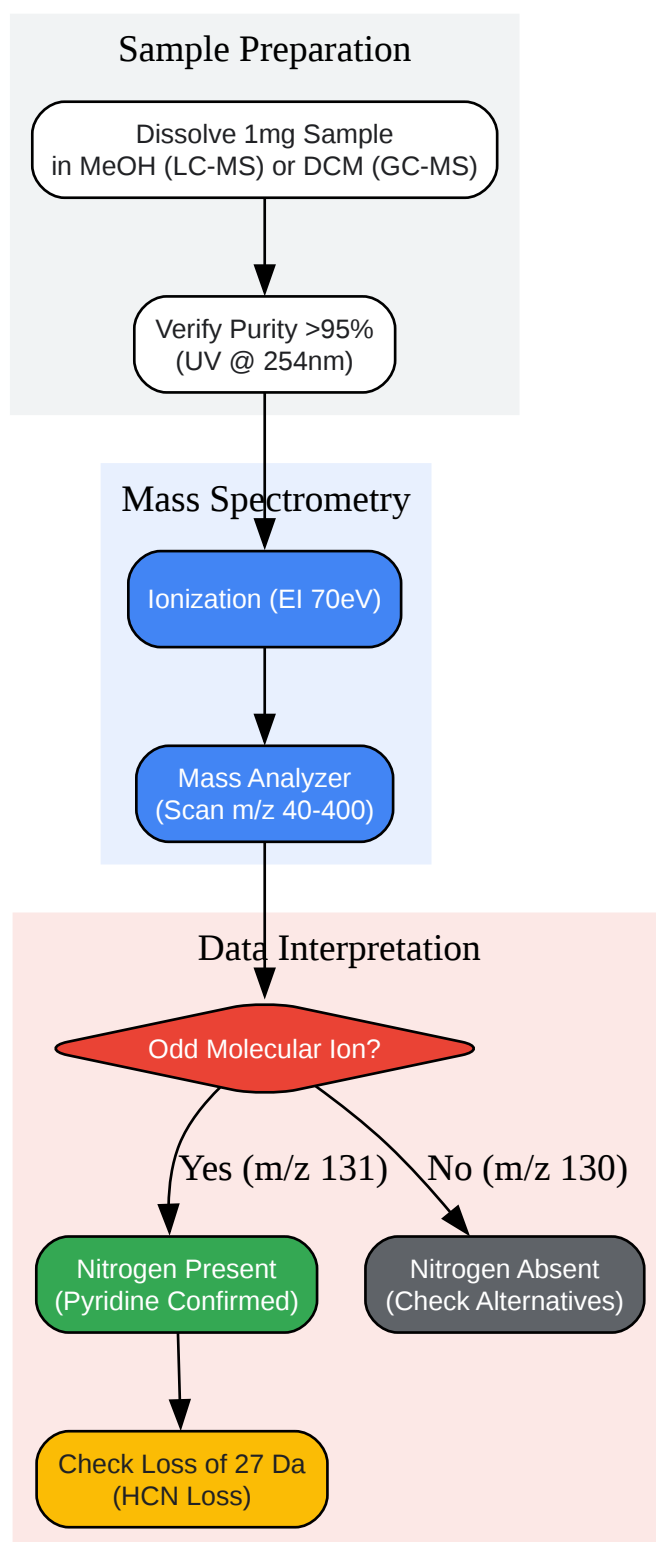 Sample Preparation
Dissolve 1mg Sample
in MeOH (LC-MS) or DCM (GC-MS)
Verify Purity >95%
(UV @ 254nm)
Mass Spectrometry
Ionization (EI 70eV)
Mass Analyzer
(Scan m/z 40-400)
Data Interpretation
Odd Molecular Ion?
Yes (m/z 131)
No (m/z 130)
Nitrogen Present
(Pyridine Confirmed)
Nitrogen Absent
(Check Alternatives)
Check Loss of 27 Da
(HCN Loss)